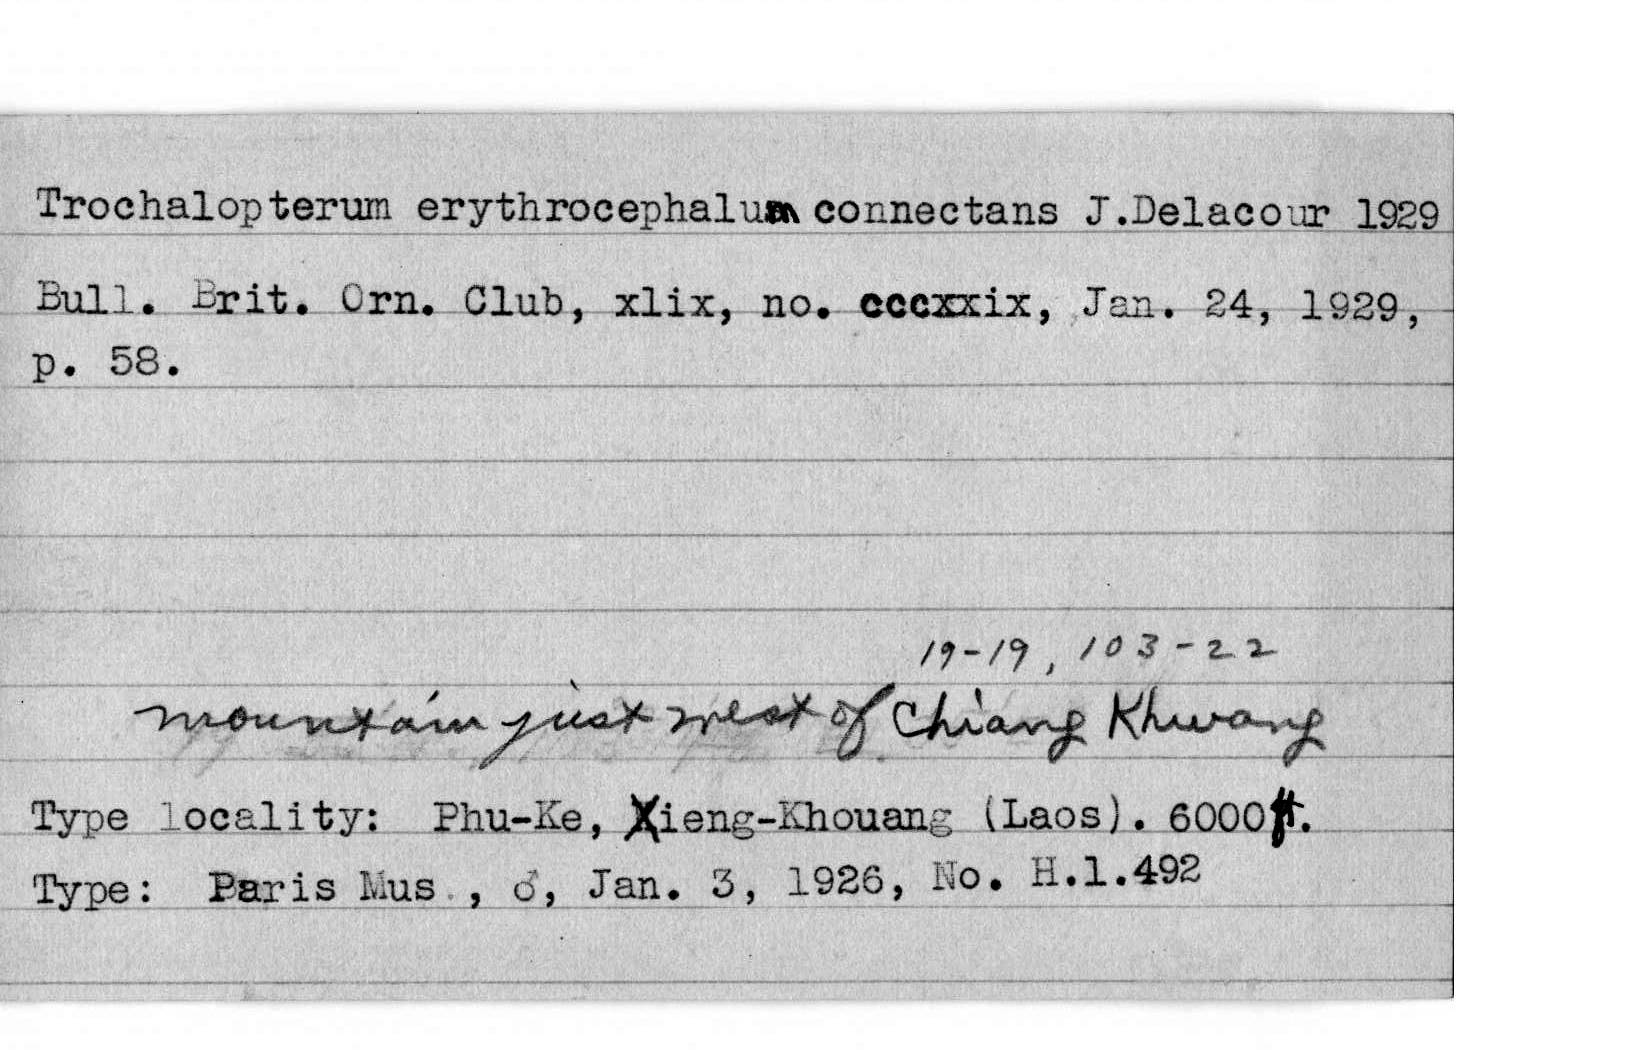 Trochalopterum erythrocephalum connectans J.Delacour 1929
Bull. Brit. Orn. Club, xlix, no. cccxxix, Jan. 24, 1929,
p. 58.
19-19, 103-22
mountain just west of Chiang Khwang
Type locality: Phu-Ke, Xieng-Khouang (Laos). 6000ft.
Type: Paris Mus., ♂, Jan. 3, 1926, No. H.1.492